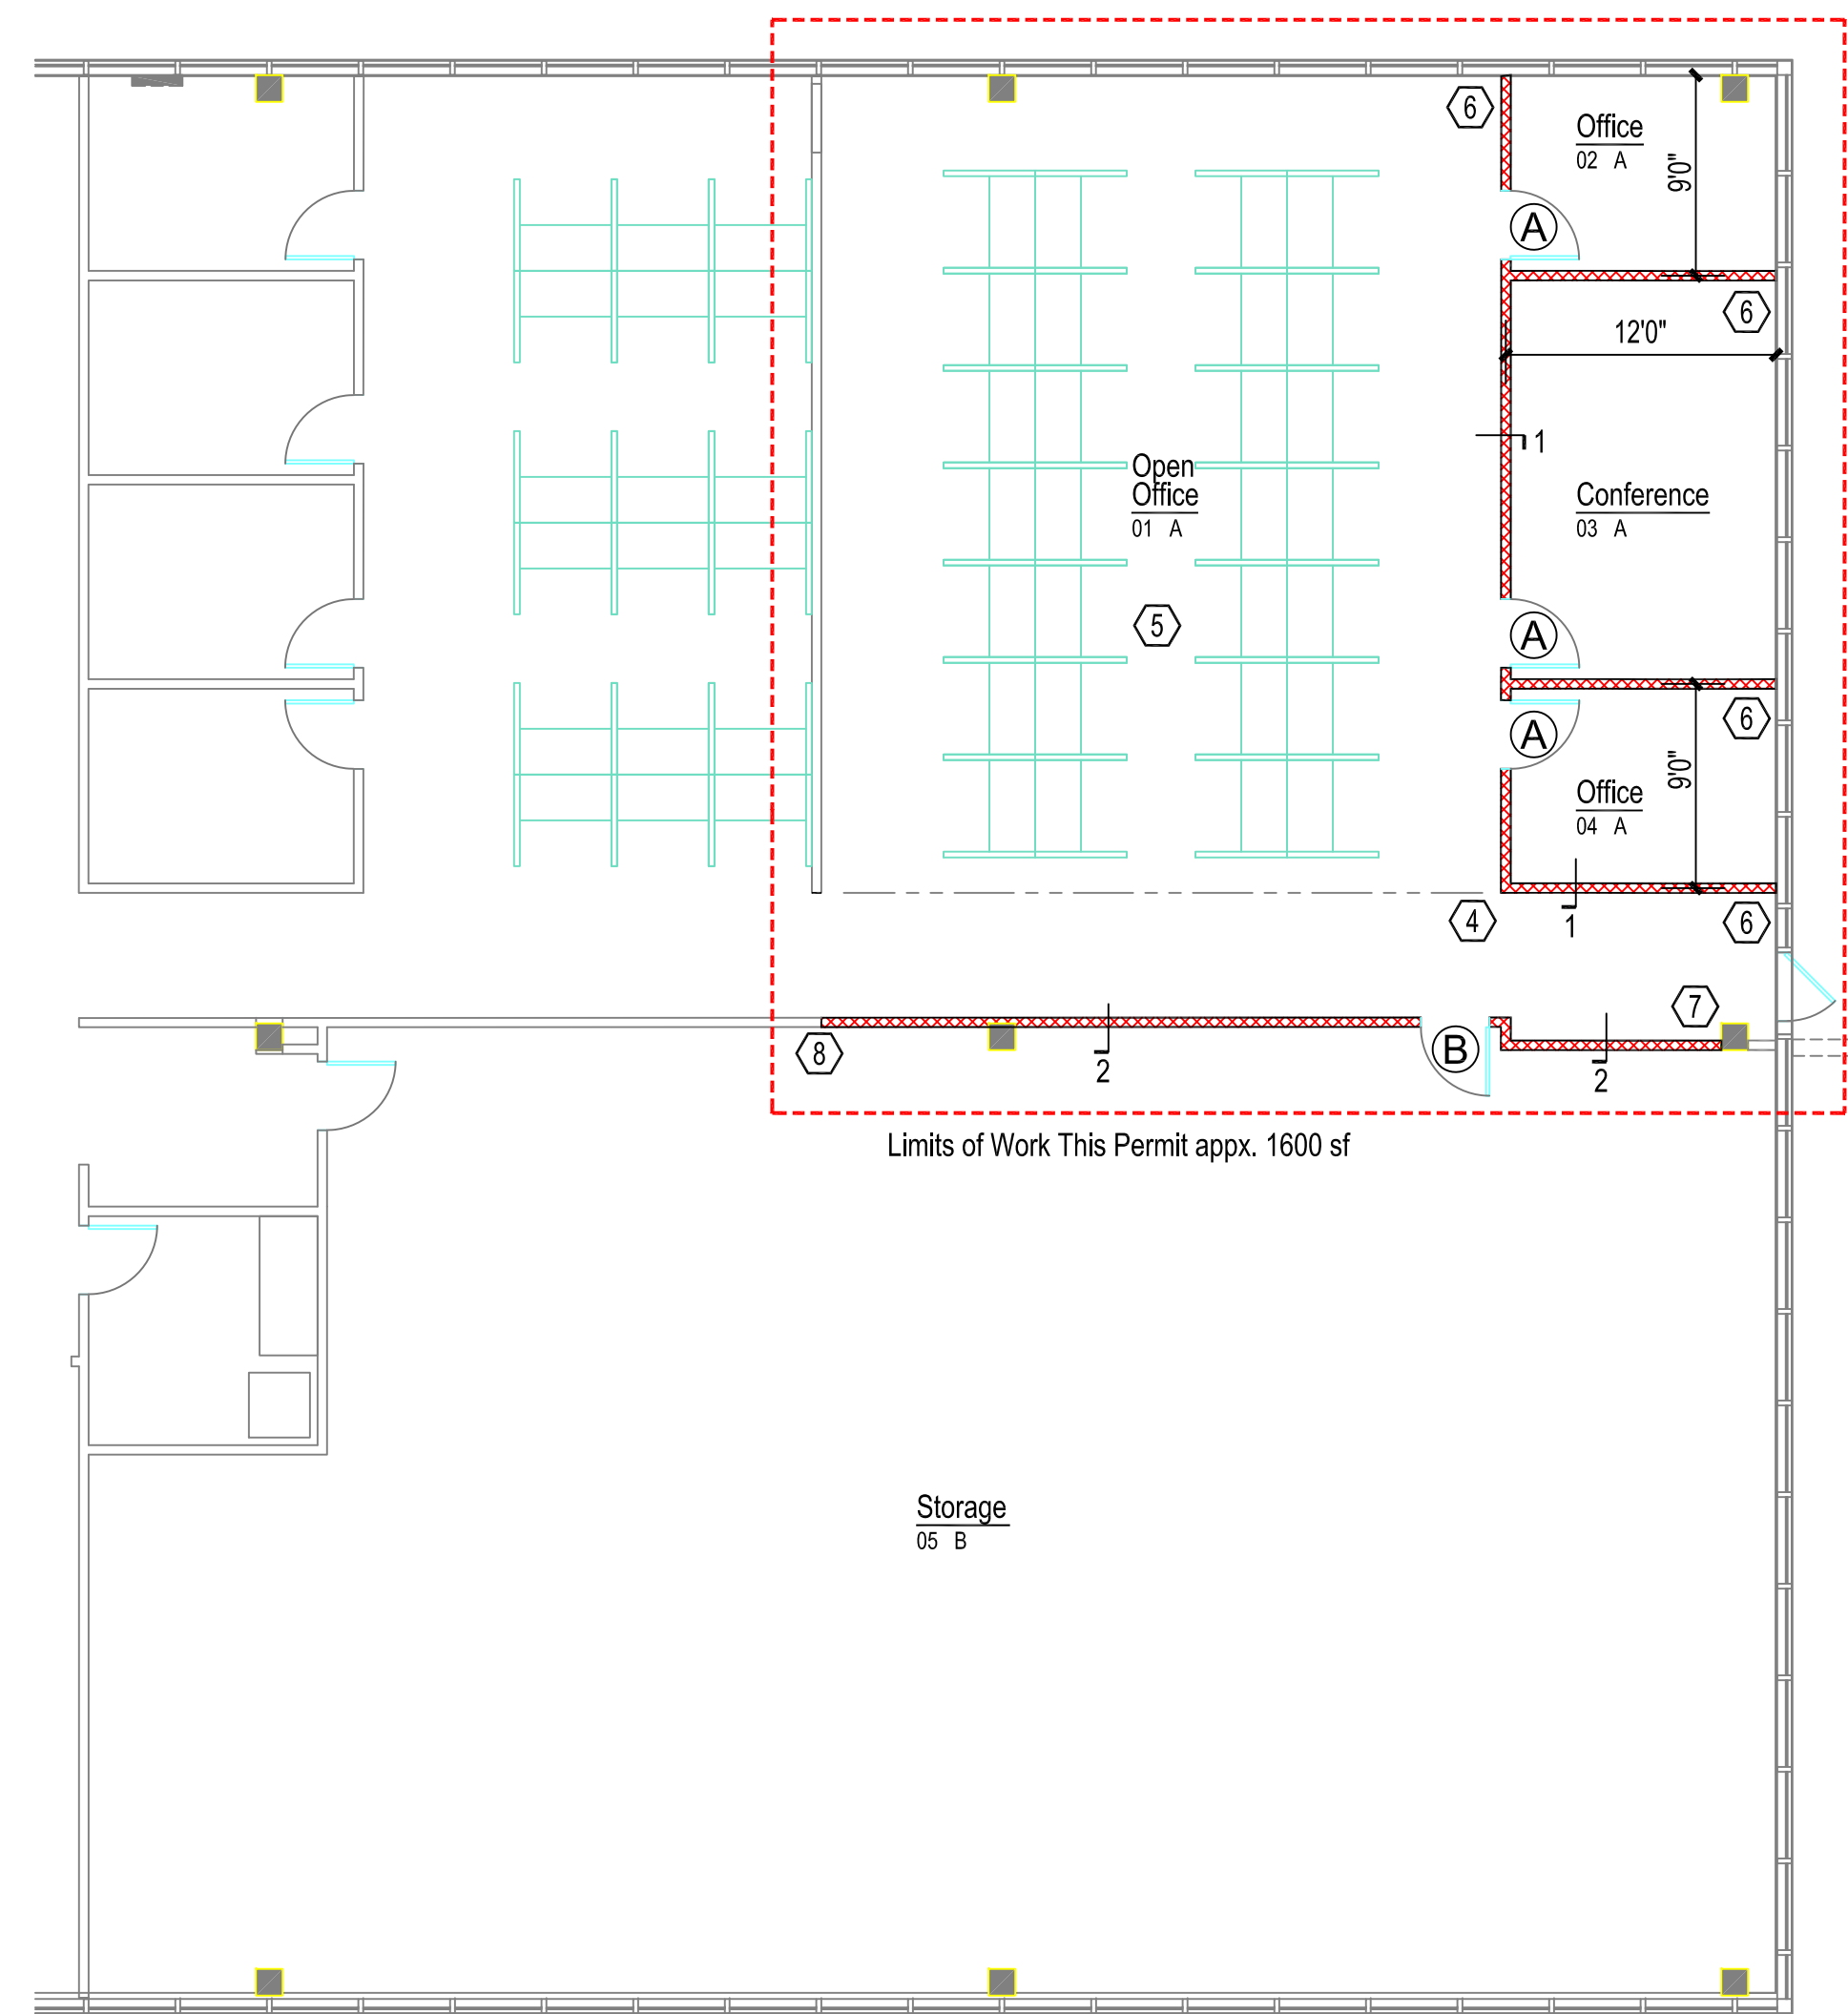 6
Office
02 A
9'0"
A
6
12'0"
1
Open
Office
01 A
Conference
03 A
5
A
6
A
9'0"
Office
04 A
1
4
6
7
8
2
B
2
Limits of Work This Permit appx. 1600 sf
Storage
05 B